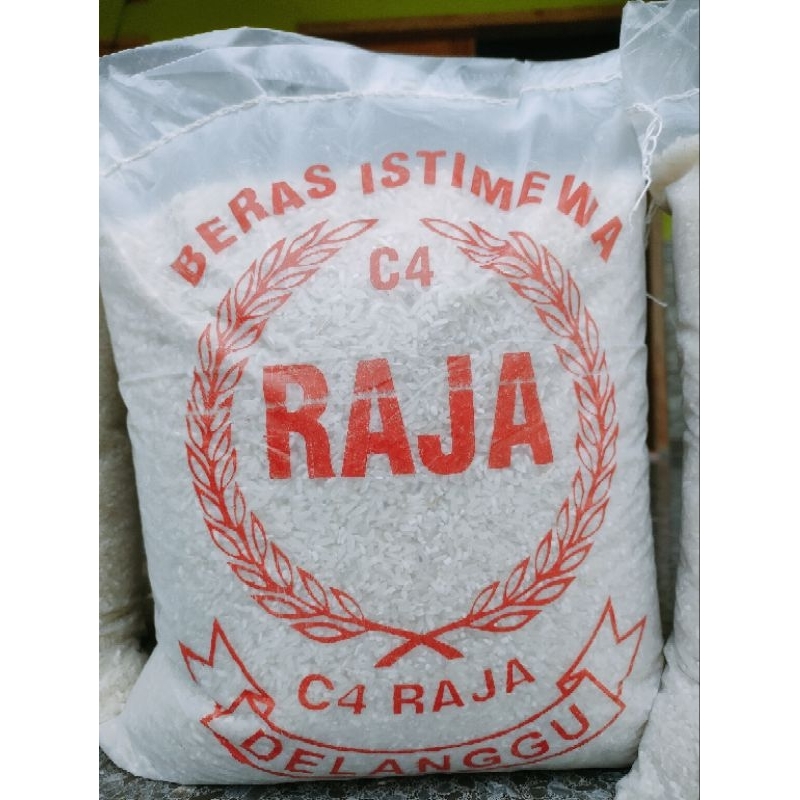 BERAS ISTIMEWA
C4
RAJA
C4 RAJA
DELANGGU